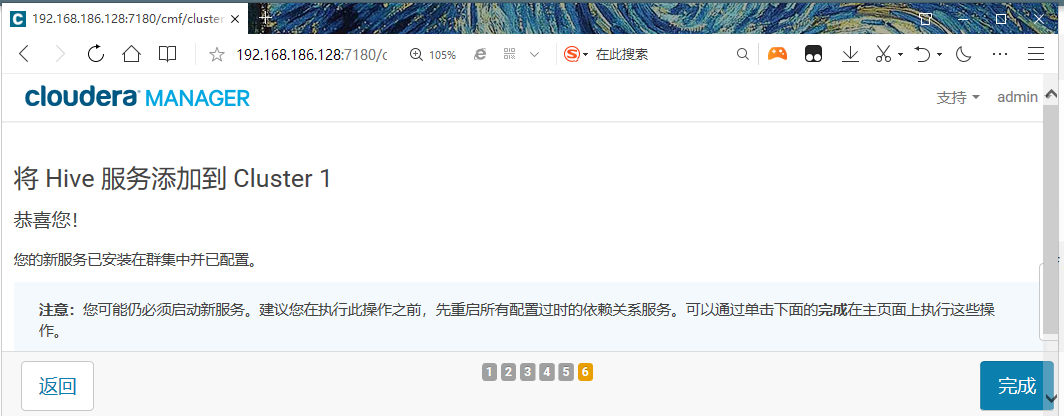 192.168.186.128:7180/cmf/cluster
192.168.186.128:7180/c
105%
在此搜索
cloudera MANAGER
支持
admin
将 Hive 服务添加到 Cluster 1
恭喜您！
您的新服务已安装在群集中并已配置。
注意：您可能仍必须启动新服务。建议您在执行此操作之前，先重启所有配置过时的依赖关系服务。可以通过单击下面的完成在主页面上执行这些操
作。
返回
1 2 3 4 5 6
完成